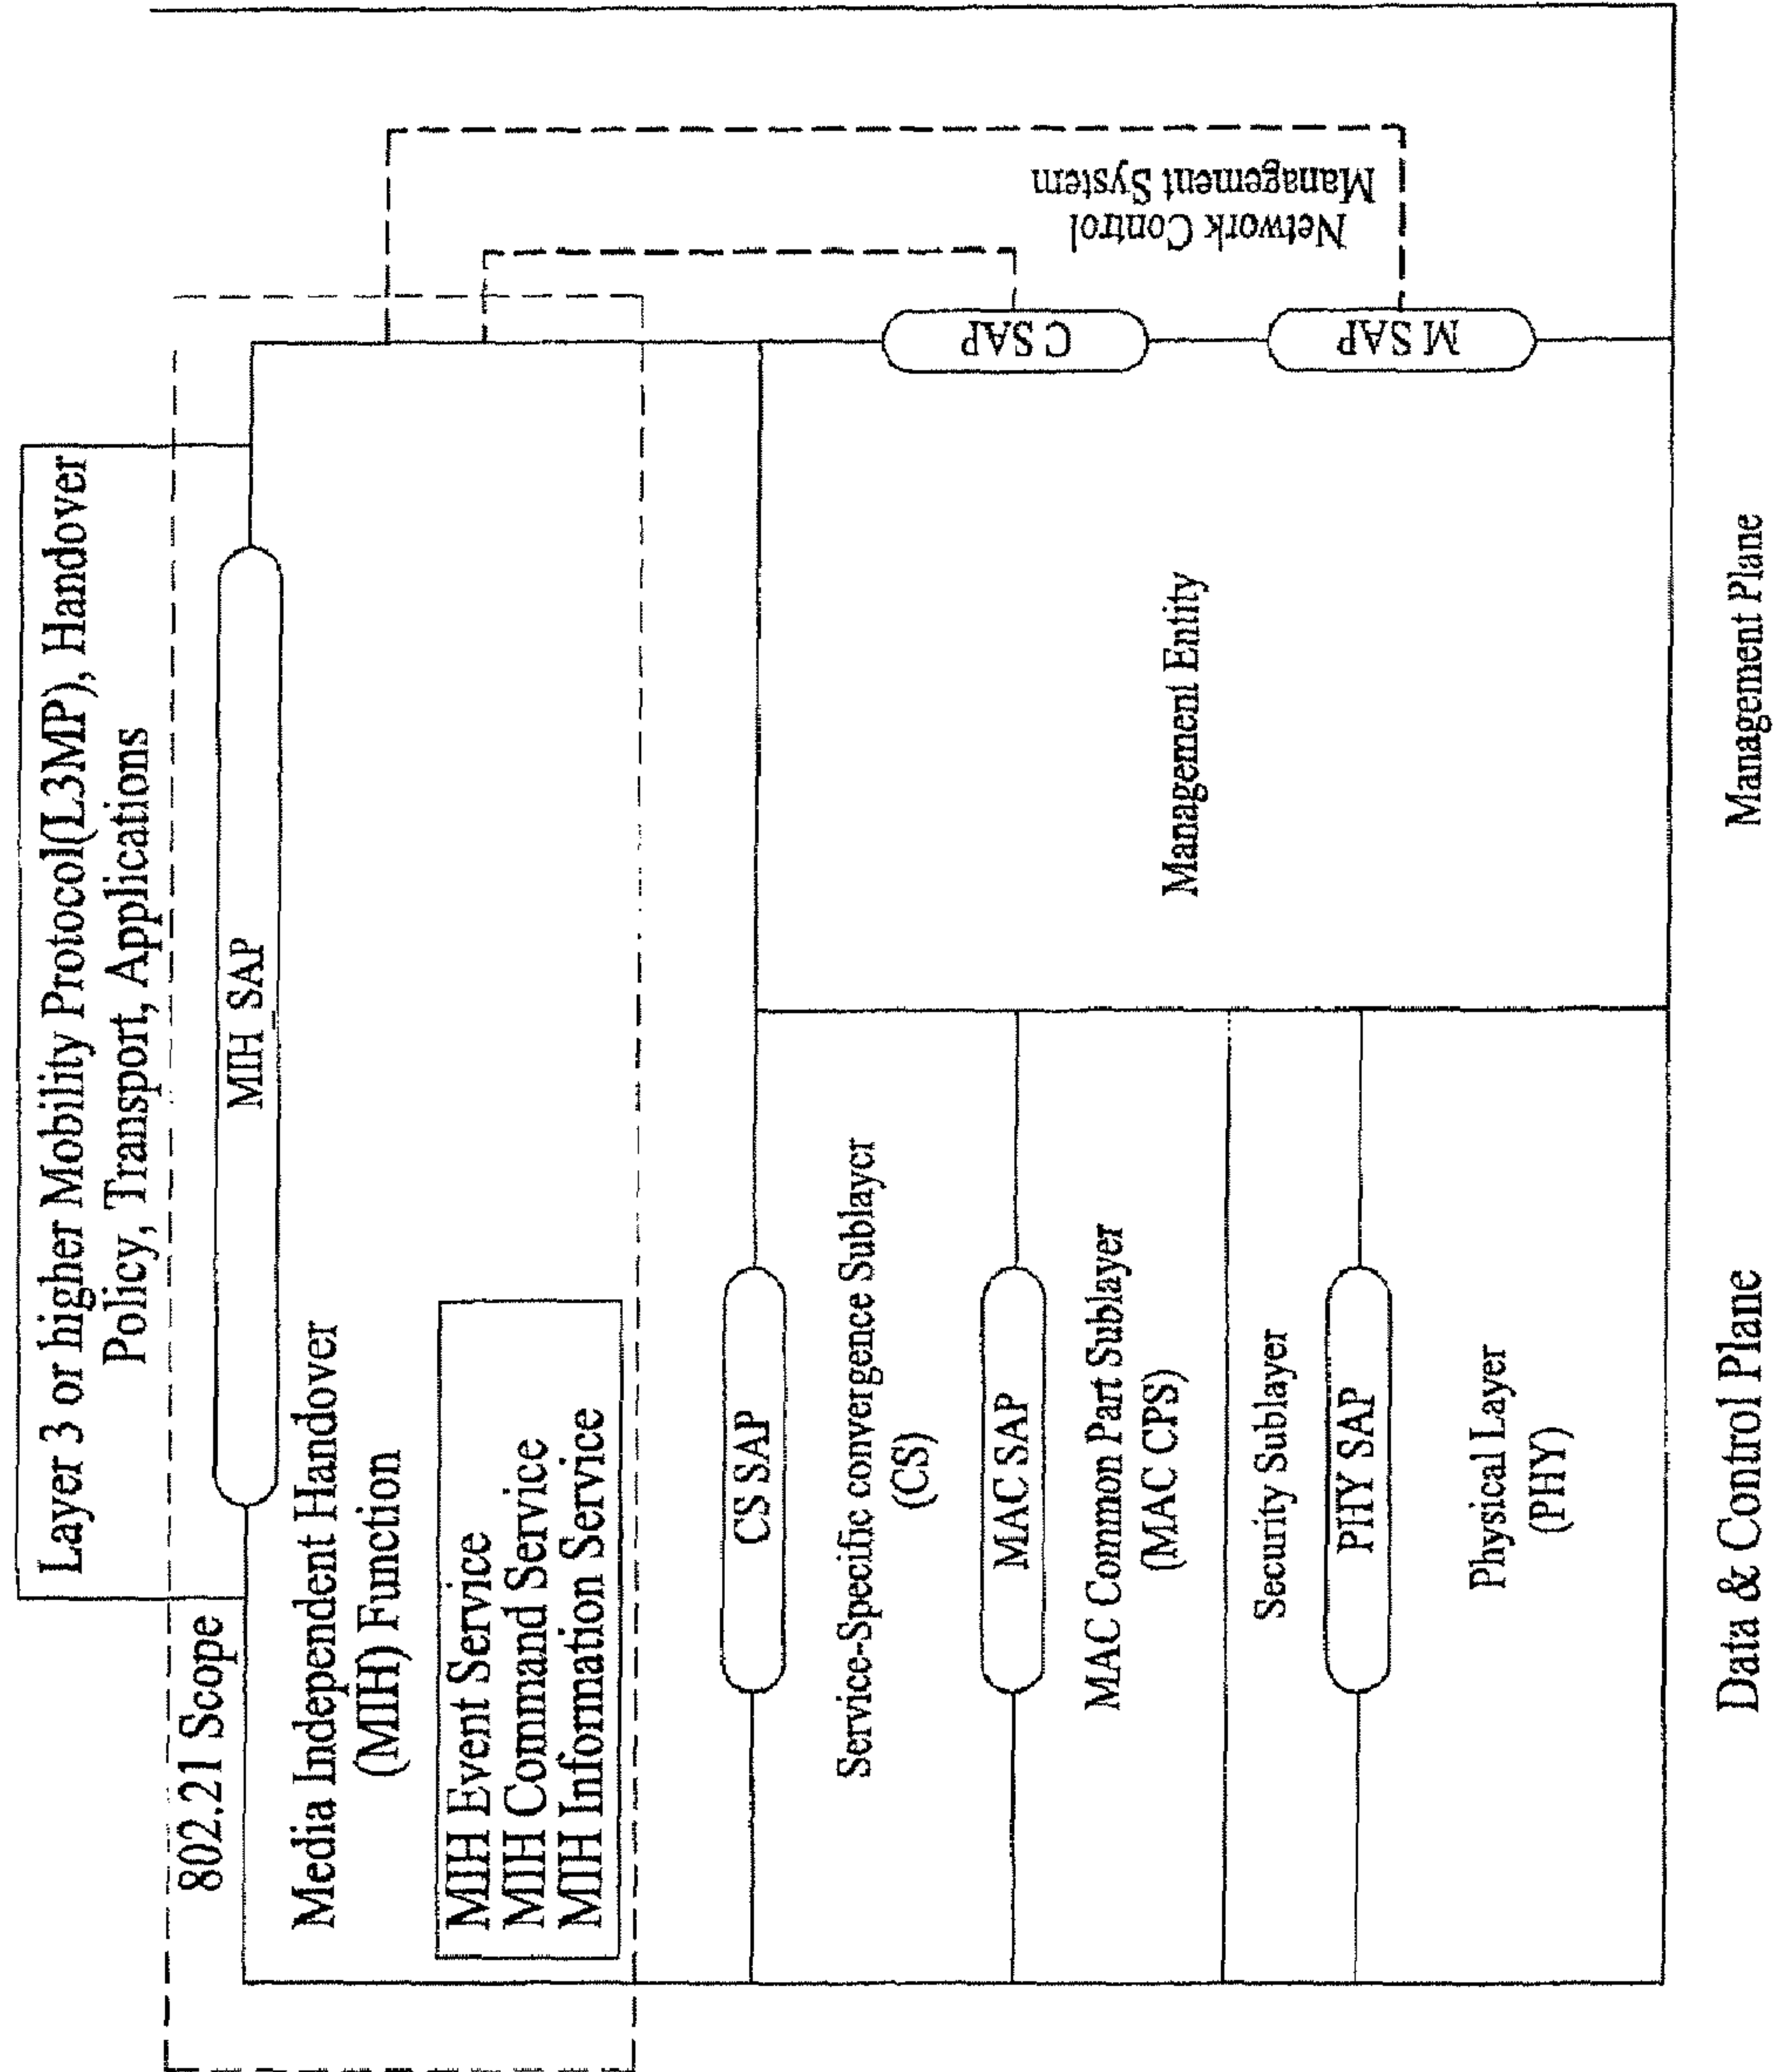 Layer 3 or higher Mobility Protocol(L3MP), Handover
Policy, Transport, Applications
802.21 Scope
MIH_SAP
Media Independent Handover
(MIH) Function
MIH Event Service
MIH Command Service
MIH Information Service
CS SAP
Service-Specific convergence Sublayer
(CS)
MAC SAP
MAC Common Part Sublayer
(MAC CPS)
Security Sublayer
PHY SAP
Physical Layer
(PHY)
Management Entity
C SAP
M SAP
Network Control
Management System
Data & Control Plane
Management Plane